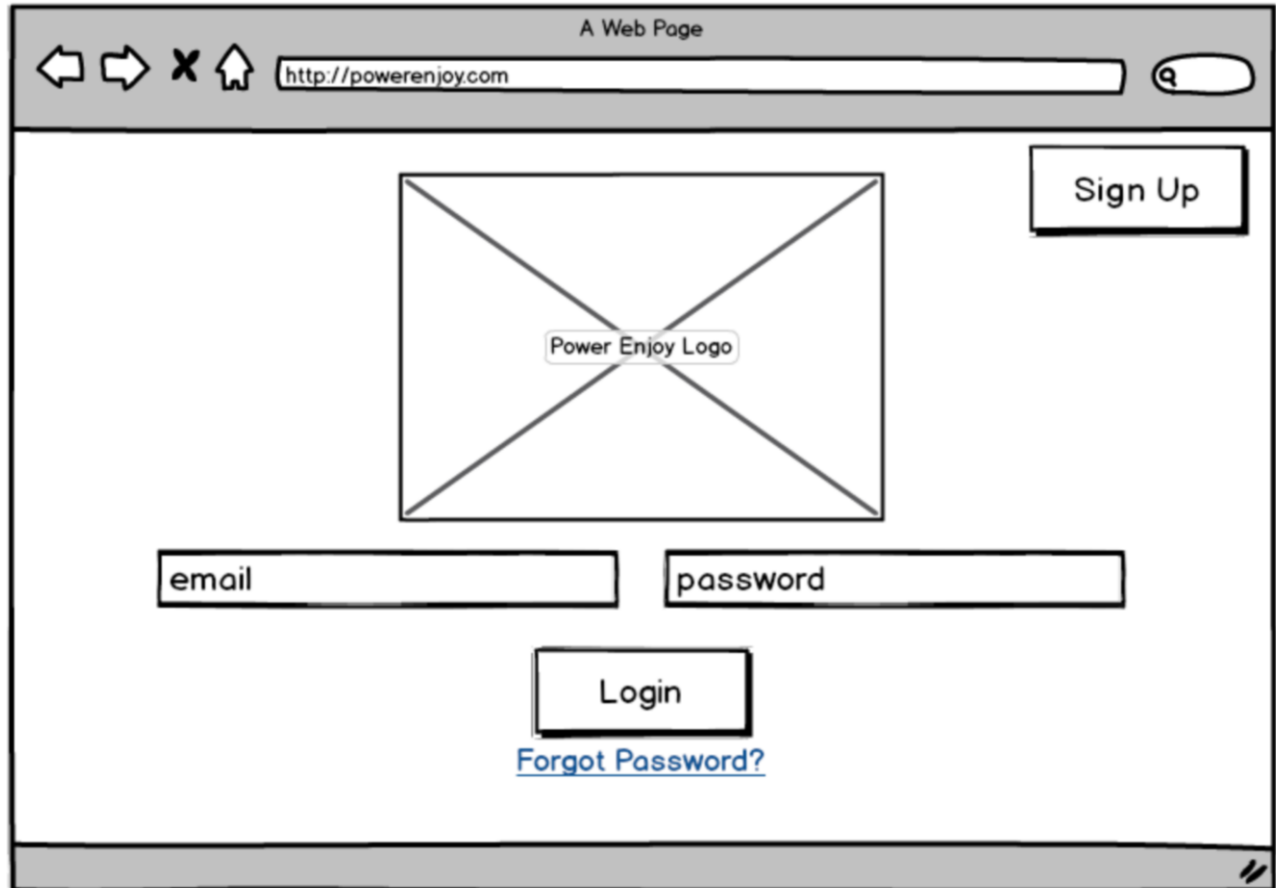 A Web Page
http://powerenjoy.com
Sign Up
Power Enjoy Logo
email
password
Login
Forgot Password?